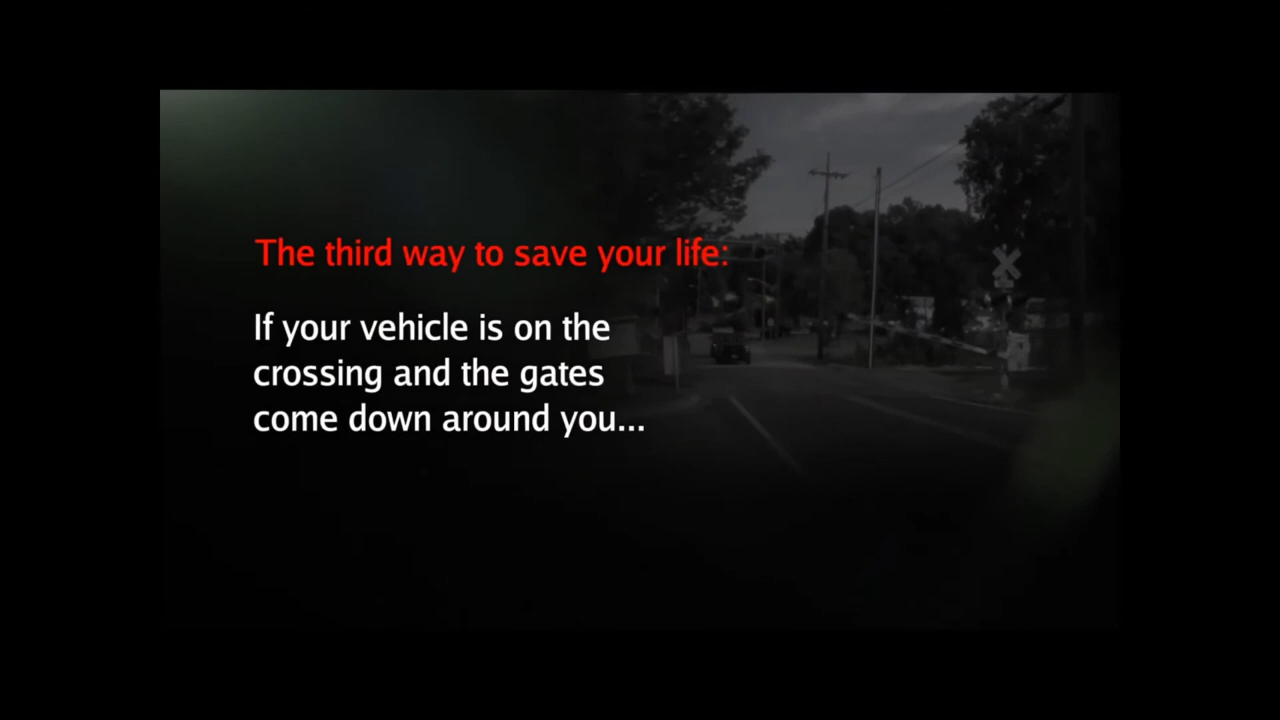 The third way to save your life:
If your vehicle is on the
crossing and the gates
come down around you...